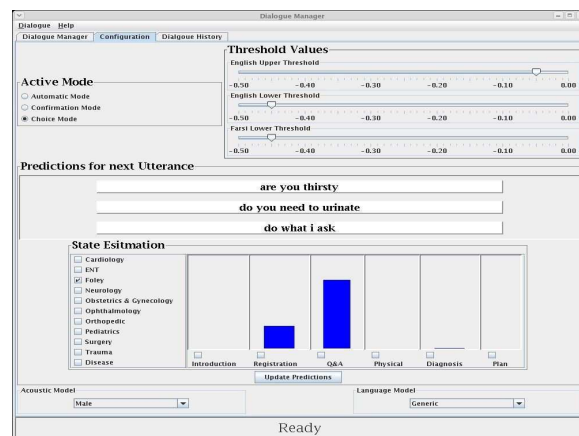 Dialogue Manager
Dialogue Help
Dialogue Manager Configuration Dialgoue History
Threshold Values
English Upper Threshold
-0.50 -0.40 -0.30 -0.20 -0.10 0.00
English Lower Threshold
-0.50 -0.40 -0.30 -0.20 -0.10 0.00
Farsi Lower Threshold
-0.50 -0.40 -0.30 -0.20 -0.10 0.00
Active Mode
Automatic Mode
Confirmation Mode
Choice Mode
Predictions for next Utterance
are you thirsty
do you need to urinate
do what i ask
State Esitmation
Cardiology
ENT
Foley
Neurology
Obstetrics & Gynecology
Ophthalmology
Orthopedic
Pediatrics
Surgery
Trauma
Disease
Introduction Registration Q&A Physical Diagnosis Plan
Update Predictions
Acoustic Model
Male
Language Model
Generic
Ready